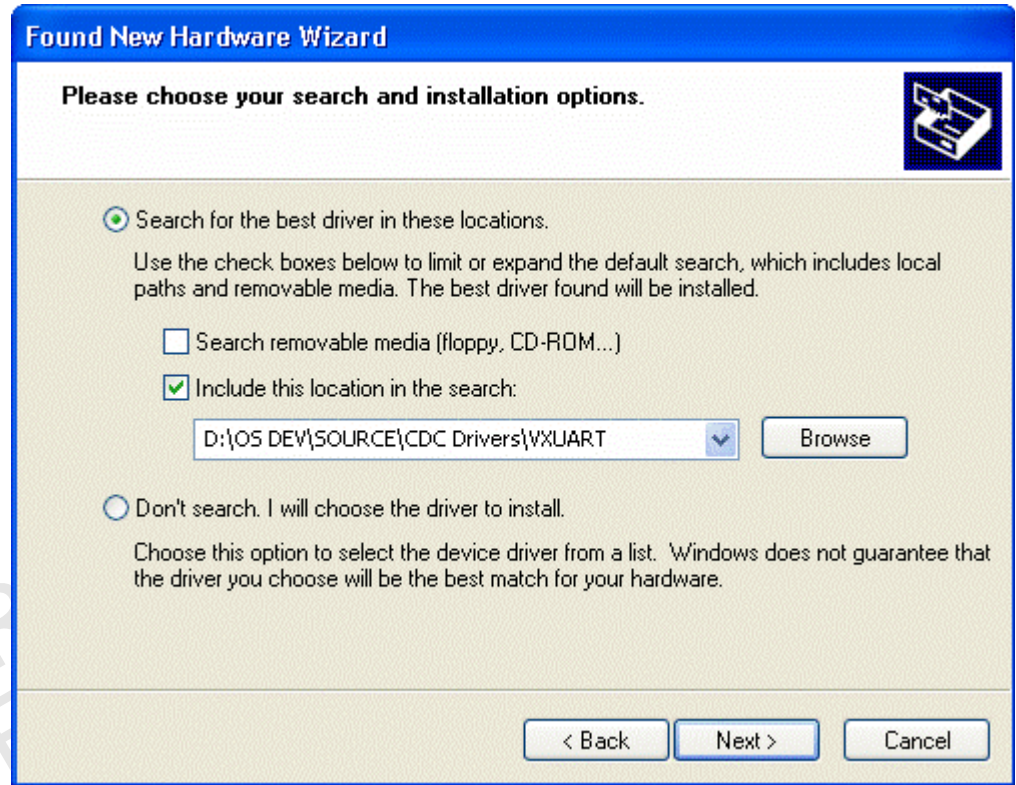 Found New Hardware Wizard
Please choose your search and installation options.
Search for the best driver in these locations.
Use the check boxes below to limit or expand the default search, which includes local
paths and removable media. The best driver found will be installed.
Search removable media (floppy, CD-ROM...)
Include this location in the search:
D:\OS DEV\SOURCE\CDC Drivers\VXUART
Browse
Don't search. I will choose the driver to install.
Choose this option to select the device driver from a list.  Windows does not guarantee that
the driver you choose will be the best match for your hardware.
< Back
Next >
Cancel